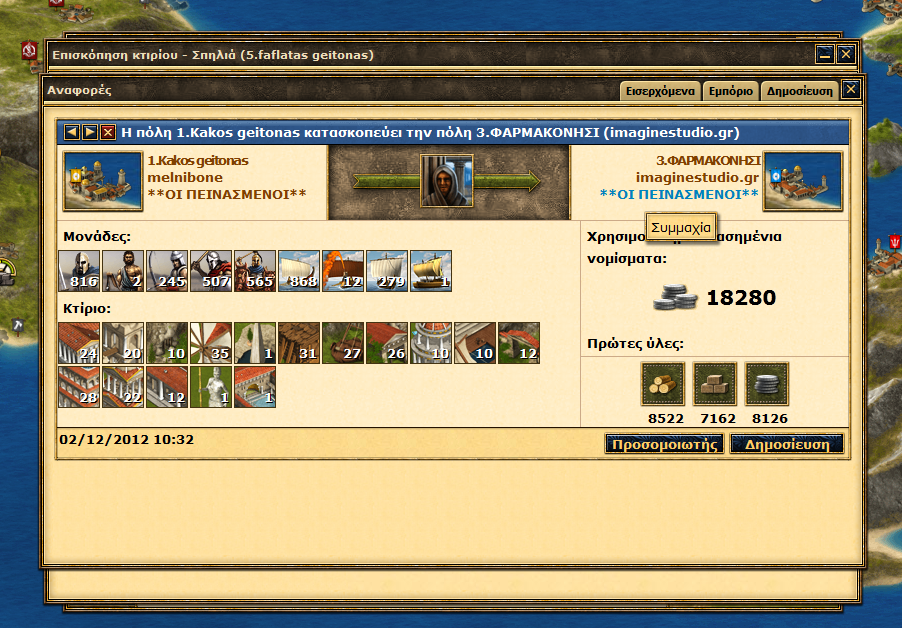 Επισκόπηση κτιρίου - Σπηλιά (5.faflatas geitonas)
Αναφορές
Εισερχόμενα Εμπόριο Δημοσίευση
Η πόλη 1.Kakos geitonas κατασκοπεύει την πόλη 3.ΦΑΡΜΑΚΟΝΗΣΙ (imaginestudio.gr)
1.Kakos geitonas
melnibone
**ΟΙ ΠΕΙΝΑΣΜΕΝΟΙ**
3.ΦΑΡΜΑΚΟΝΗΣΙ
imaginestudio.gr
**ΟΙ ΠΕΙΝΑΣΜΕΝΟΙ**
Συμμαχία
Μονάδες:
816 2 245 507 565 868 12 279 1
Κτίριο:
24 20 10 35 1 31 27 26 10 10 12
28 22 12 1 1
νομίσματα:
18280
Πρώτες ύλες:
8522 7162 8126
02/12/2012 10:32
Προσομοιωτής Δημοσίευση